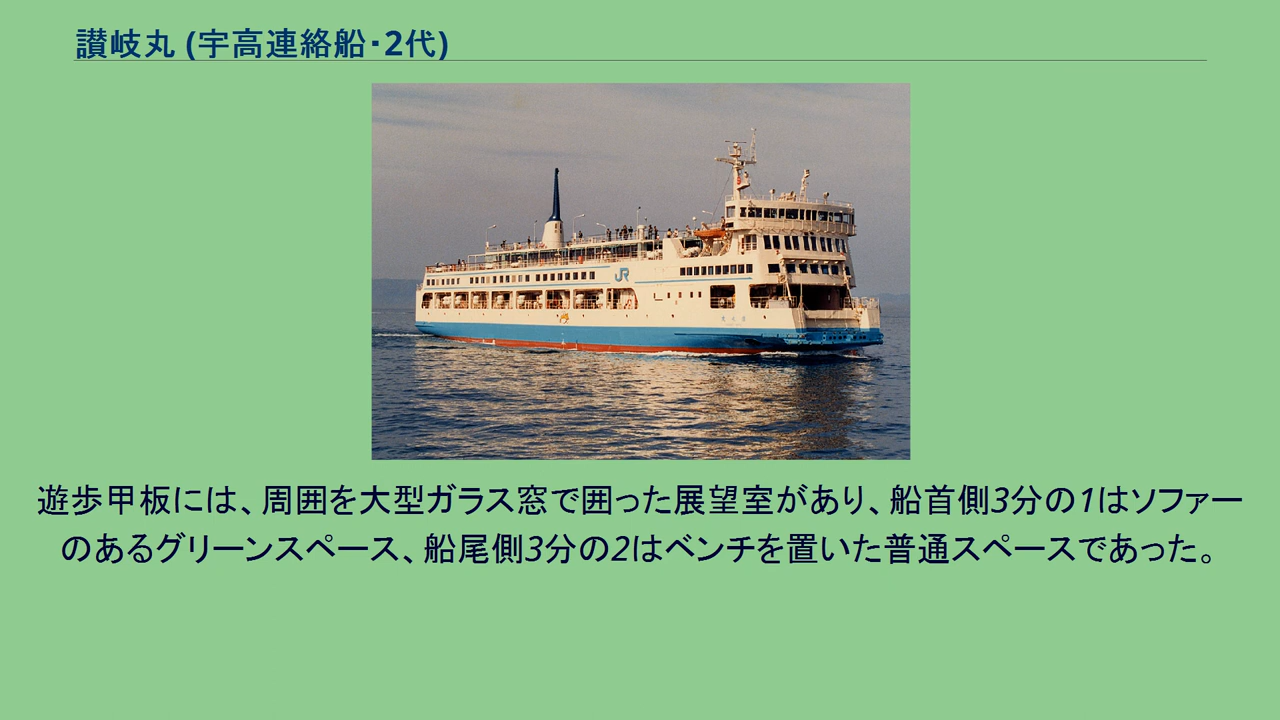 讃岐丸 (宇高連絡船･2代)
JR
遊歩甲板には、周囲を大型ガラス窓で囲った展望室があり、船首側3分の1はソファー
のあるグリーンスペース、船尾側3分の2はベンチを置いた普通スペースであった。